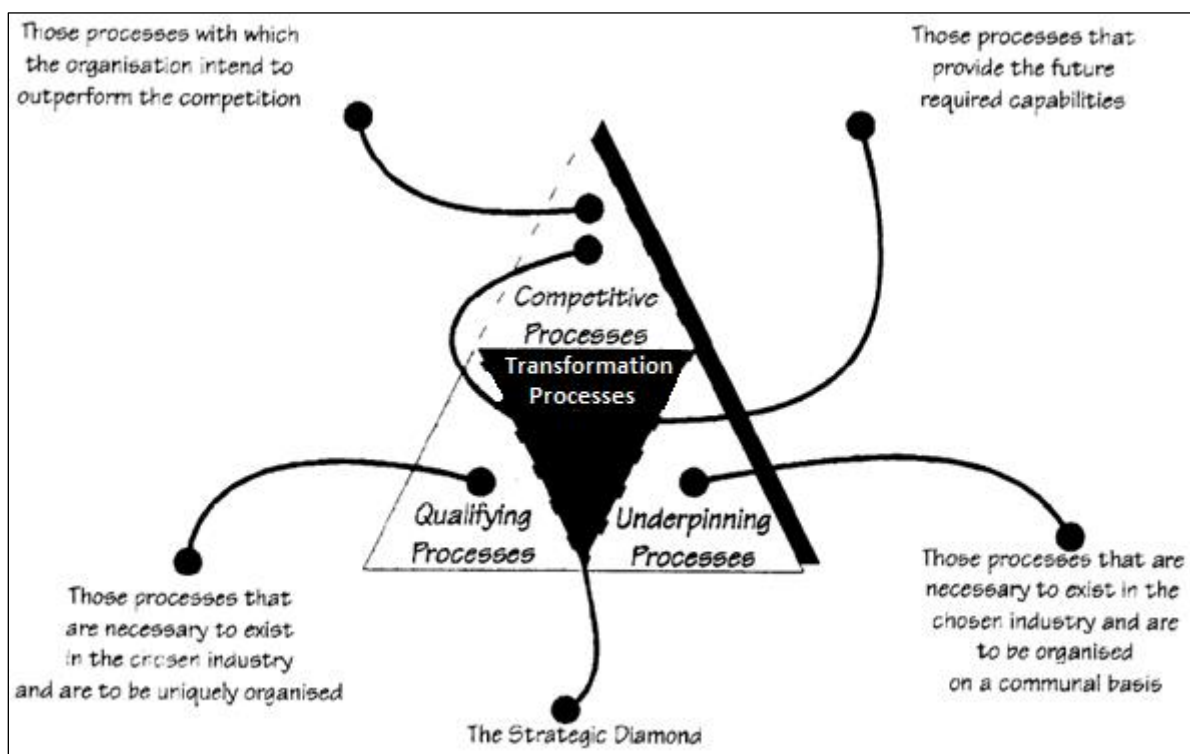 Those processes with which
the organisation intend to
outperform the competition
Those processes that
provide the future
required capabilities
Competitive
Processes
Transformation
Processes
Qualifying
Processes
Underpinning
Processes
Those processes that
are necessary to exist
in the chosen industry
and are to be uniquely organised
Those processes that are
necessary to exist in the
chosen industry and are
to be organised
on a communal basis
The Strategic Diamond